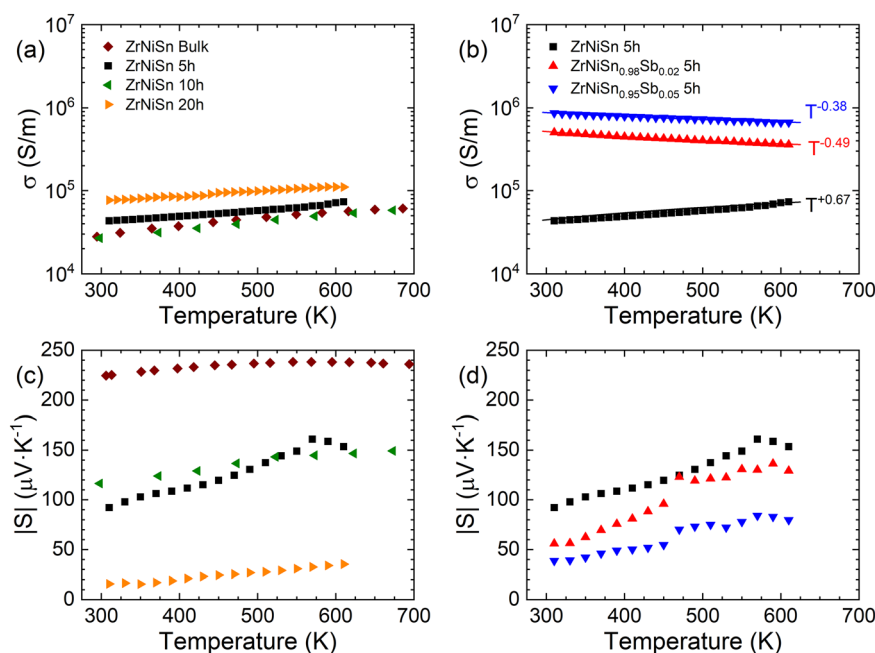 (a)
ZrNiSn Bulk
ZrNiSn 5h
ZrNiSn 10h
ZrNiSn 20h
σ (S/m)
10⁷
10⁶
10⁵
10⁴
300 400 500 600 700
Temperature (K)
(b)
ZrNiSn 5h
ZrNiSn₀.₉₈Sb₀.₀₂ 5h
ZrNiSn₀.₉₅Sb₀.₀₅ 5h
T⁻⁰·³⁸
T⁻⁰·⁴⁹
T⁺⁰·⁶⁷
σ (S/m)
10⁷
10⁶
10⁵
10⁴
300 400 500 600 700
Temperature (K)
(c)
|S| (μV·K⁻¹)
250
200
150
100
50
0
300 400 500 600 700
Temperature (K)
(d)
|S| (μV·K⁻¹)
250
200
150
100
50
0
300 400 500 600 700
Temperature (K)